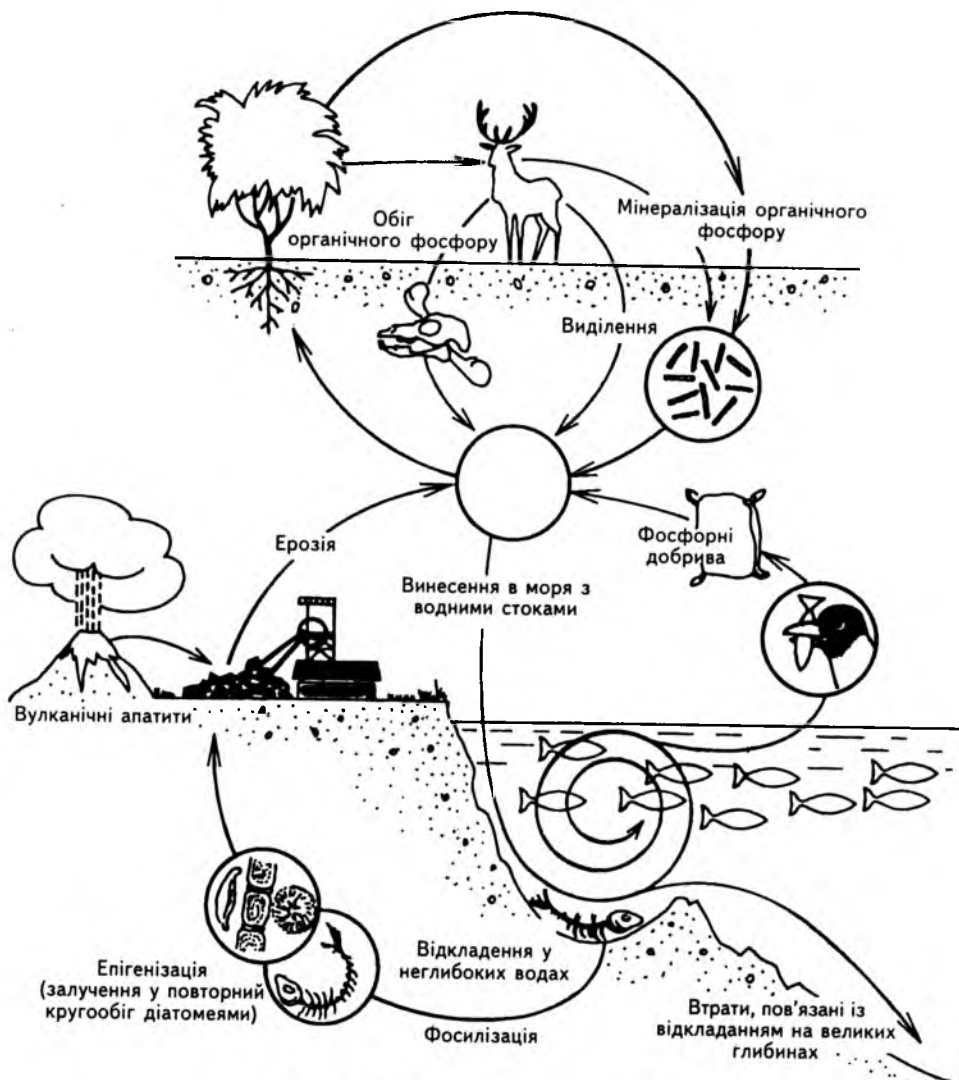 Обіг
органічного фосфору
Мінералізація органічного
фосфору
Виділення
Фосфорні
добрива
Ерозія
Винесення в моря з
водними стоками
Вулканічні апатити
Епігенізація
(залучення у повторний
кругообіг діатомеями)
Відкладення у
неглибоких водах
Фосилізація
Втрати, пов'язані із
відкладанням на великих
глибинах